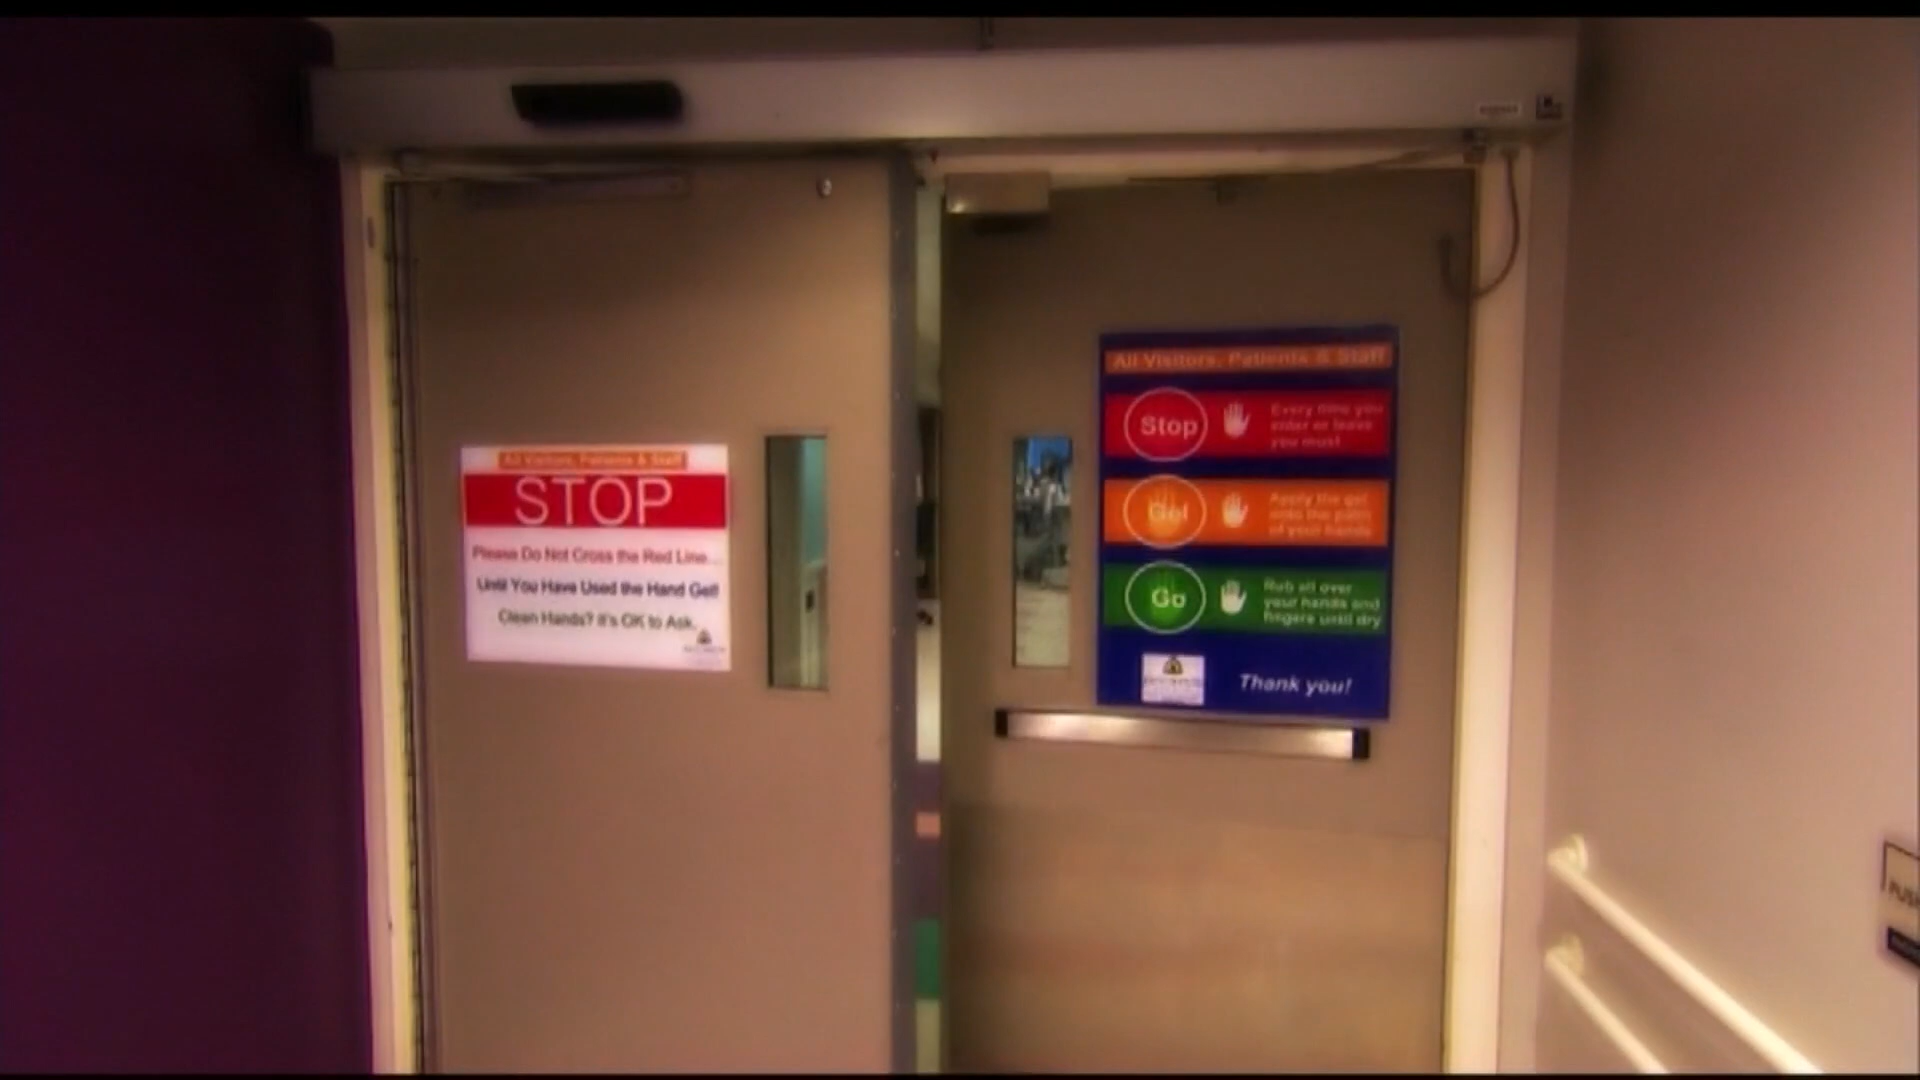 All Visitors, Patients & Staff
STOP
Please Do Not Cross the Red Line...
Until You Have Used the Hand Gel!
Clean Hands? It's OK to Ask.
All Visitors, Patients & Staff
Stop
Every time you
enter or leave
you must
Gel
Apply the gel
onto the palm
of your hands
Go
Rub all over
your hands and
fingers until dry
Thank you!